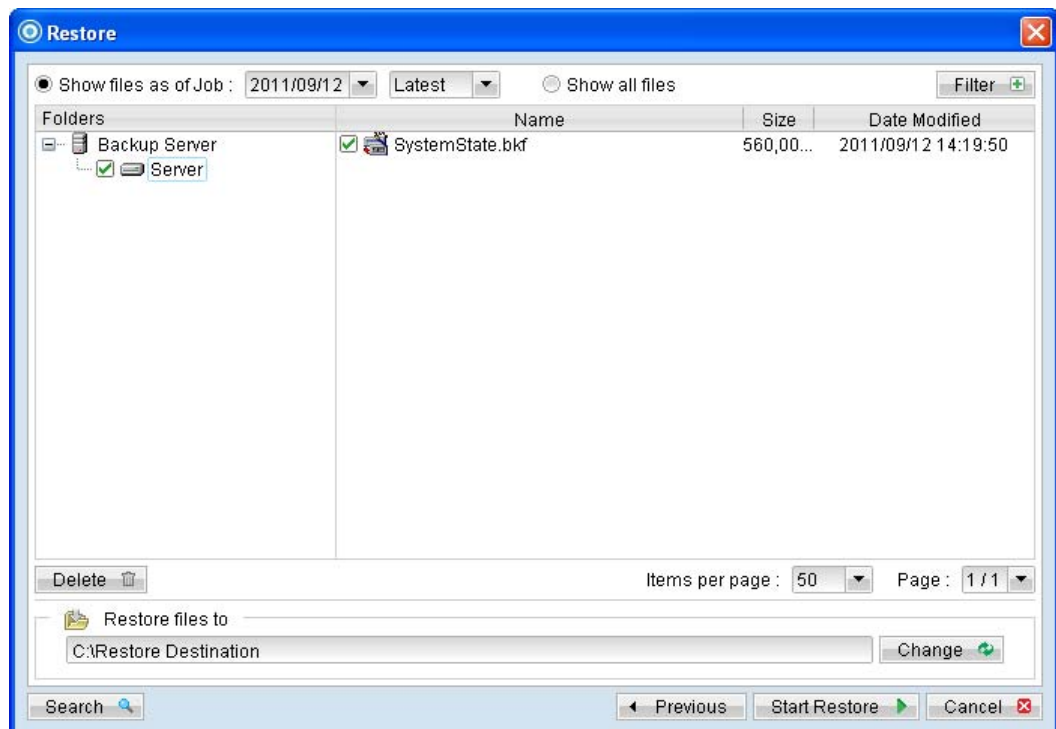 Restore
Show files as of Job : 2011/09/12 Latest Show all files Filter
Folders Name Size Date Modified
Backup Server SystemState.bkf 560,00... 2011/09/12 14:19:50
Server
Delete Items per page : 50 Page : 1 / 1
Restore files to
C:\Restore Destination Change
Search Previous Start Restore Cancel